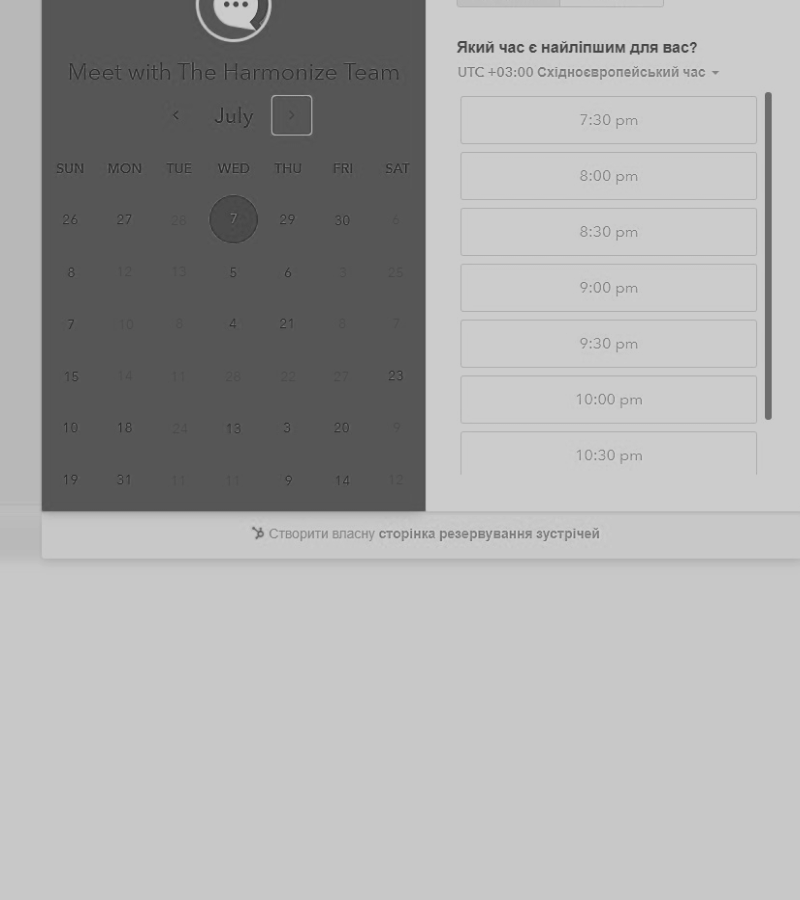 Meet with The Harmonize Team
July
SUN MON TUE WED THU FRI SAT
26 27 28 7 29 30 6
8 12 13 5 6 3 25
7 10 8 4 21 8 7
15 14 11 26 22 27 23
10 18 24 13 3 20 9
19 31 11 11 9 14 12
Який час є найліпшим для вас?
UTC +03:00 Східноєвропейський час
7:30 pm
8:00 pm
8:30 pm
9:00 pm
9:30 pm
10:00 pm
10:30 pm
Створити власну сторінка резервування зустрічей